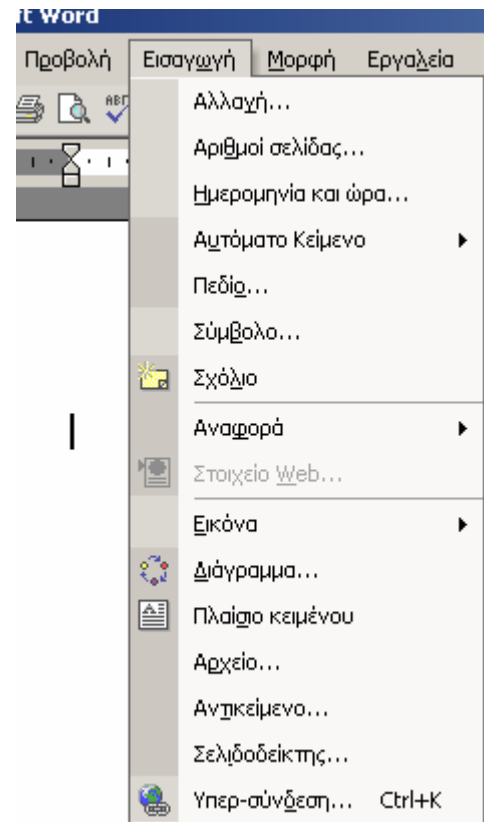 it Word
Προβολή Εισαγωγή Μορφή Εργαλεία
Αλλαγή...
Αριθμοί σελίδας...
Ημερομηνία και ώρα...
Αυτόματο Κείμενο
Πεδίο...
Σύμβολο...
Σχόλιο
Αναφορά
Στοιχείο Web...
Εικόνα
Διάγραμμα...
Πλαίσιο κειμένου
Αρχείο...
Αντικείμενο...
Σελιδοδείκτης...
Υπερ-σύνδεση... Ctrl+K